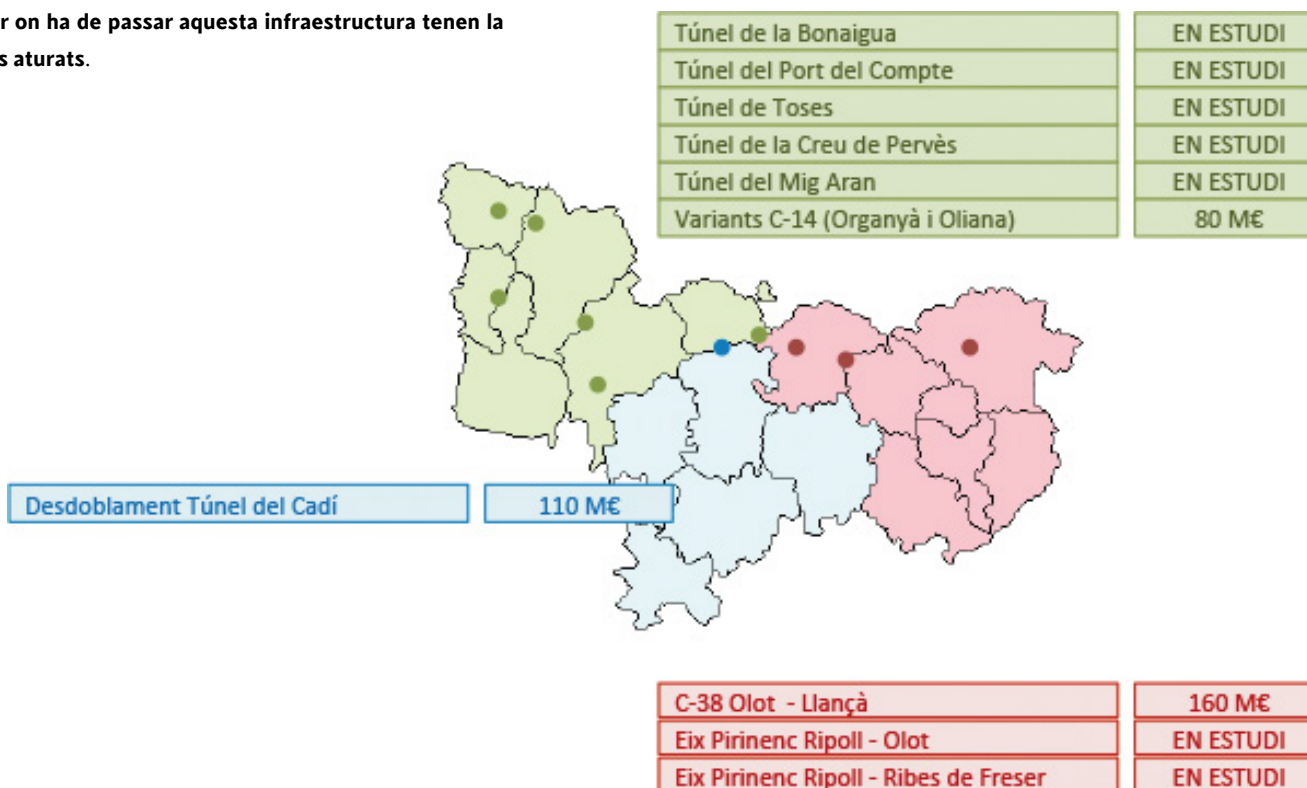 r on ha de passar aquesta infraestructura tenen la
s aturats.
Túnel de la Bonaigua EN ESTUDI
Túnel del Port del Compte EN ESTUDI
Túnel de Toses EN ESTUDI
Túnel de la Creu de Pervès EN ESTUDI
Túnel del Mig Aran EN ESTUDI
Variants C-14 (Organyà i Oliana) 80 M€
Desdoblament Túnel del Cadí 110 M€
C-38 Olot - Llançà 160 M€
Eix Pirinenc Ripoll - Olot EN ESTUDI
Eix Pirinenc Ripoll - Ribes de Freser EN ESTUDI